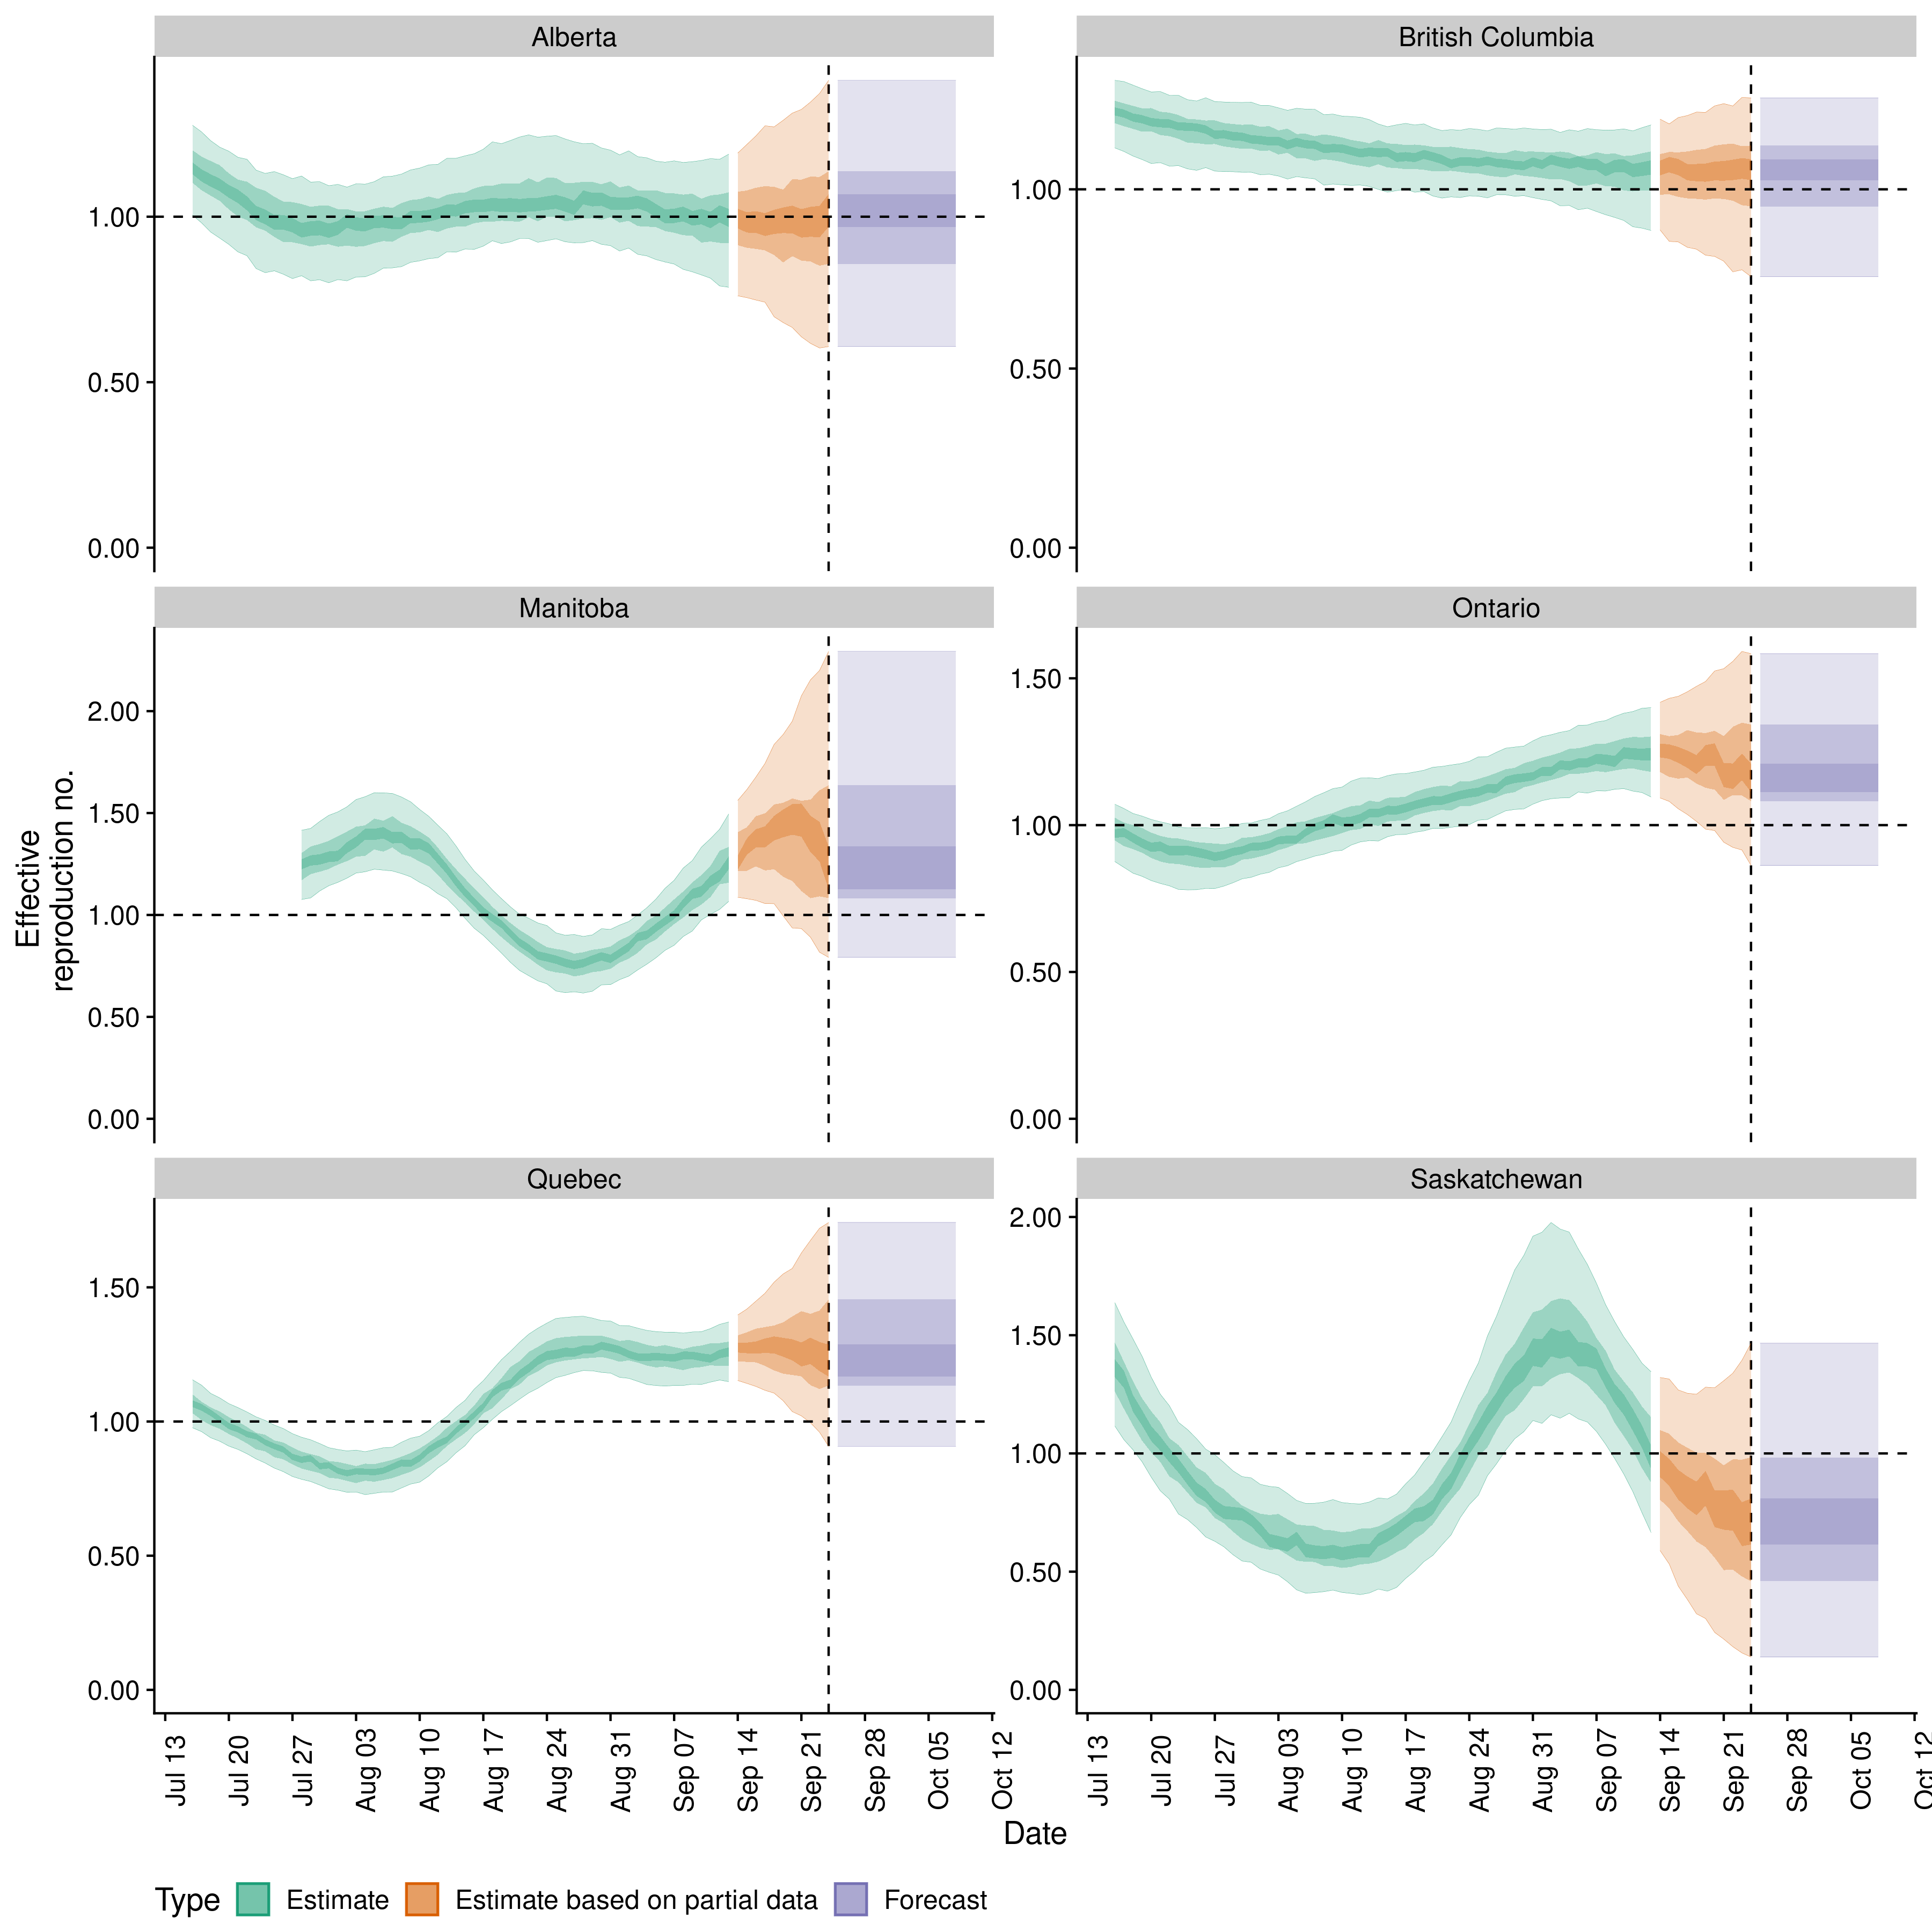 Alberta
British Columbia
1.00
0.50
0.00
1.00
0.50
0.00
Manitoba
Ontario
2.00
1.50
1.00
0.50
0.00
1.50
1.00
0.50
0.00
Effective
reproduction no.
Quebec
Saskatchewan
1.50
1.00
0.50
0.00
2.00
1.50
1.00
0.50
0.00
Jul 13
Jul 20
Jul 27
Aug 03
Aug 10
Aug 17
Aug 24
Aug 31
Sep 07
Sep 14
Sep 21
Sep 28
Oct 05
Oct 12
Jul 13
Jul 20
Jul 27
Aug 03
Aug 10
Aug 17
Aug 24
Aug 31
Sep 07
Sep 14
Sep 21
Sep 28
Oct 05
Oct 12
Date
Type Estimate Estimate based on partial data Forecast